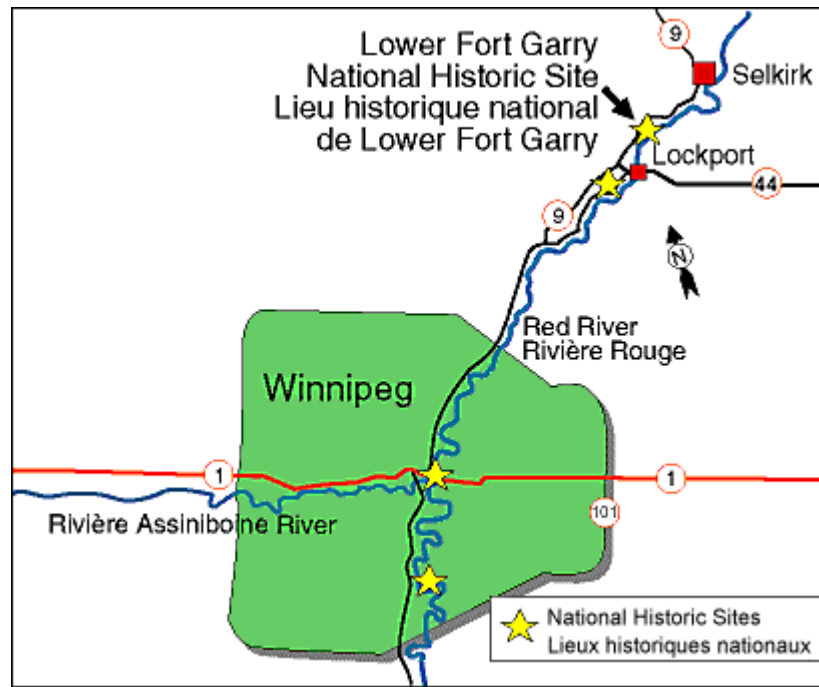 9
Lower Fort Garry
National Historic Site
Lieu historique national
de Lower Fort Garry
Selkirk
Lockport
44
9
N
Red River
Rivière Rouge
Winnipeg
1
1
Rivière Assiniboine River
101
National Historic Sites
Lieux historiques nationaux